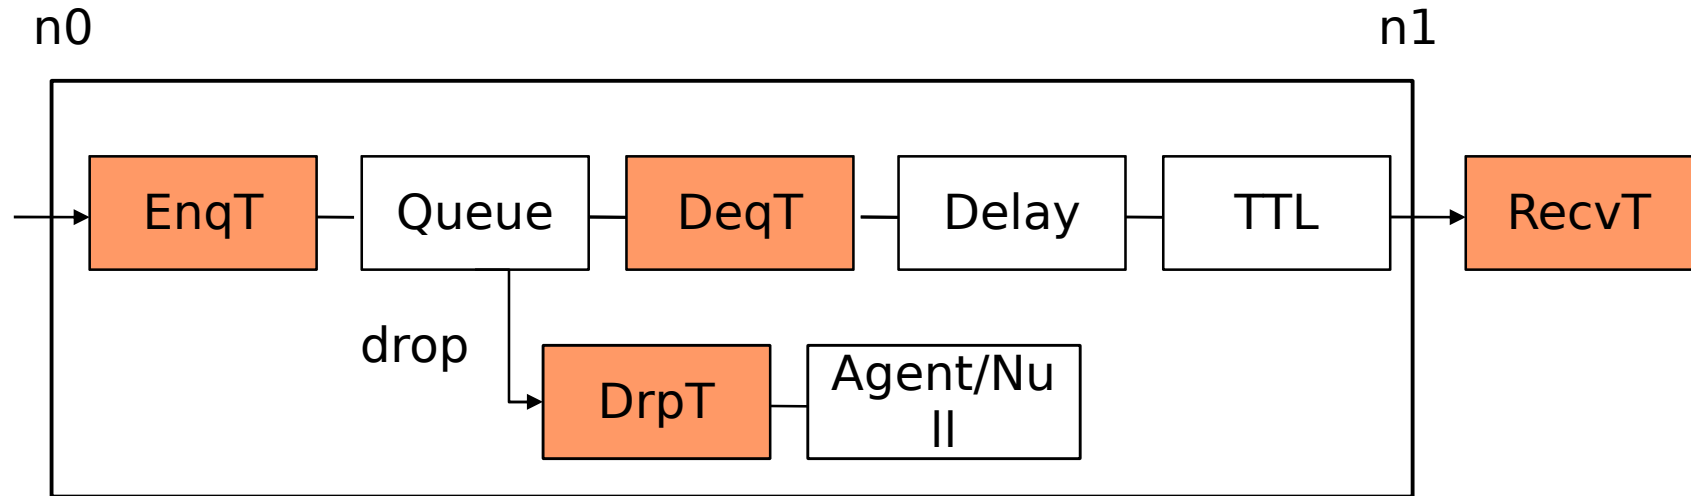 n0
n1
EnqT
Queue
DeqT
Delay
TTL
RecvT
drop
DrpT
Agent/Nu
ll